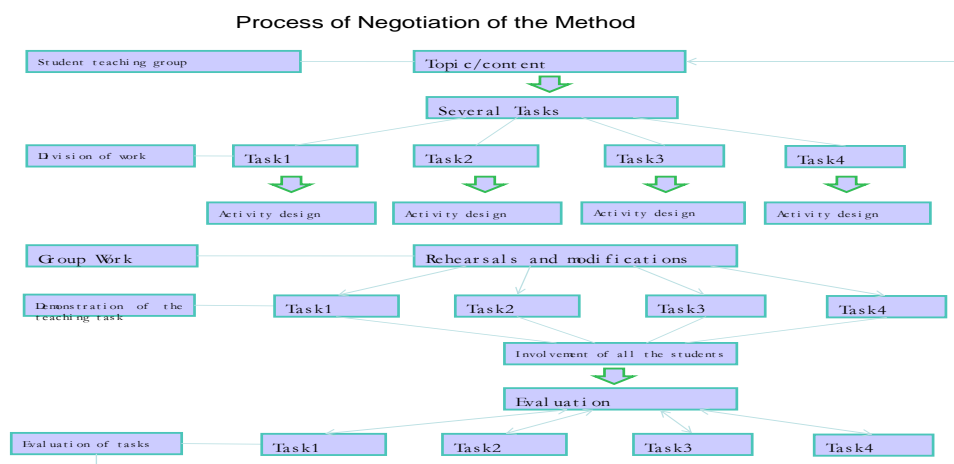 Process of Negotiation of the Method
Student teaching group
Topic/content
Several Tasks
Division of work
Task1
Task2
Task3
Task4
Activity design
Activity design
Activity design
Activity design
Group Work
Rehearsals and modifications
Demonstration of the
teaching task
Task1
Task2
Task3
Task4
Involvement of all the students
Evaluation
Evaluation of tasks
Task1
Task2
Task3
Task4